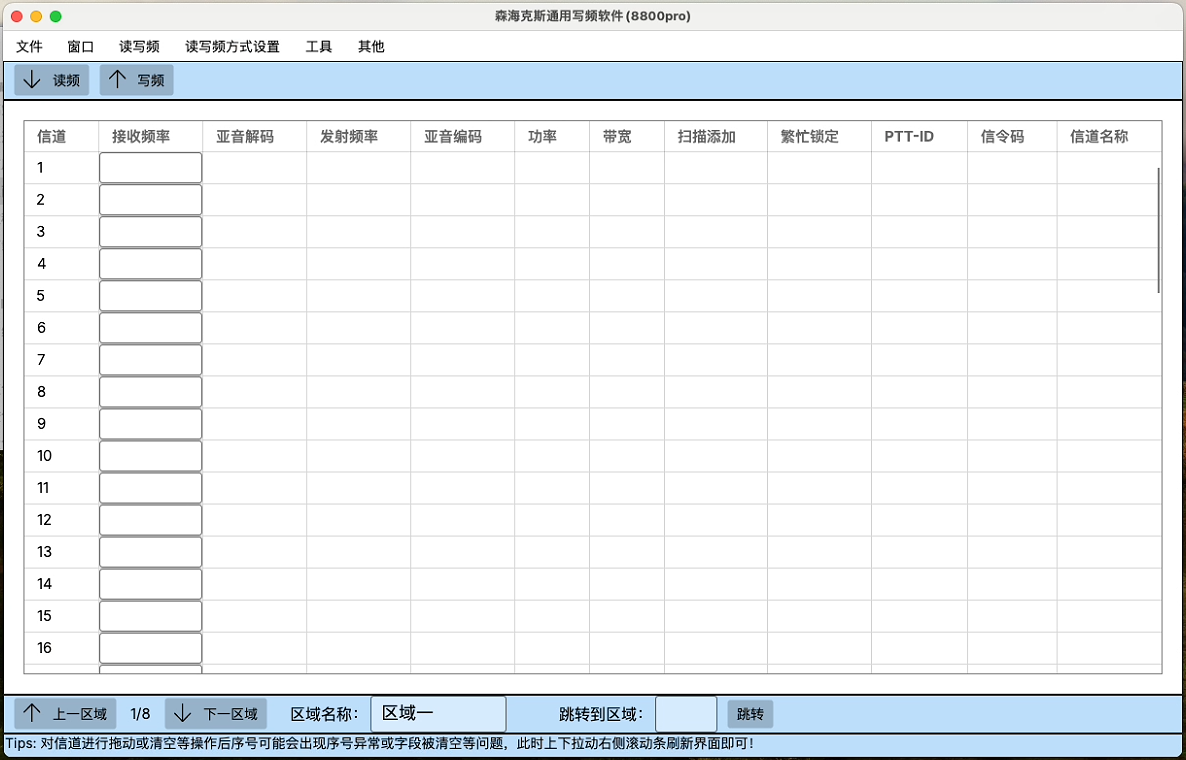 森海克斯通用写频软件(8800pro)
文件 窗口 读写频 读写频方式设置 工具 其他
读频 写频
信道 接收频率 亚音解码 发射频率 亚音编码 功率 带宽 扫描添加 繁忙锁定 PTT-ID 信令码 信道名称
1
2
3
4
5
6
7
8
9
10
11
12
13
14
15
16
上一区域 1/8 下一区域 区域名称： 区域一 跳转到区域： 跳转
Tips: 对信道进行拖动或清空等操作后序号可能会出现序号异常或字段被清空等问题，此时上下拉动右侧滚动条刷新界面即可！